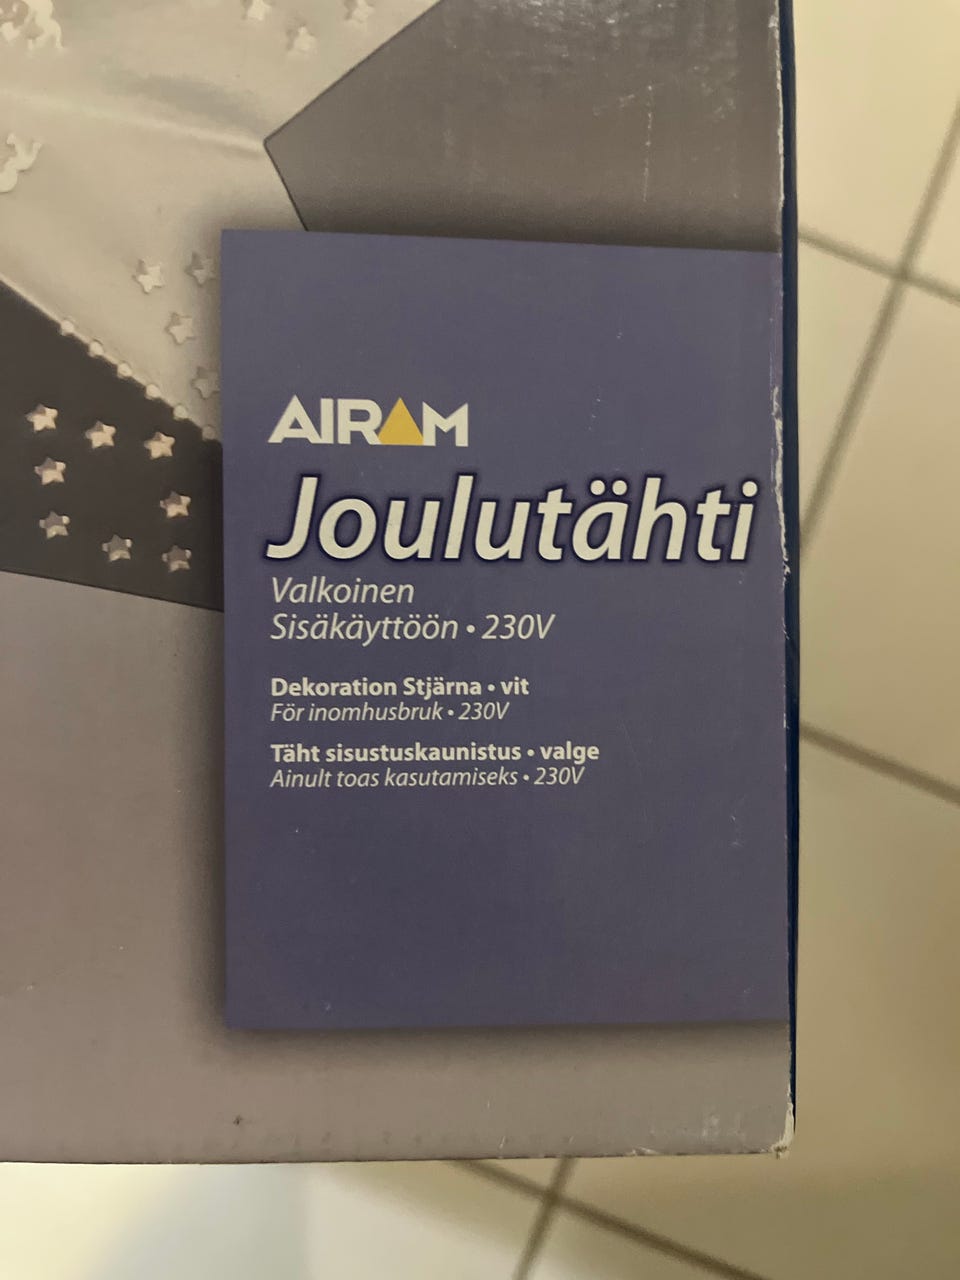 AIRAM
Joulutähti
Valkoinen
Sisäkäyttöön • 230V
Dekoration Stjärna • vit
För inomhusbruk • 230V
Täht sisustuskaunistus • valge
Ainult toas kasutamiseks • 230V